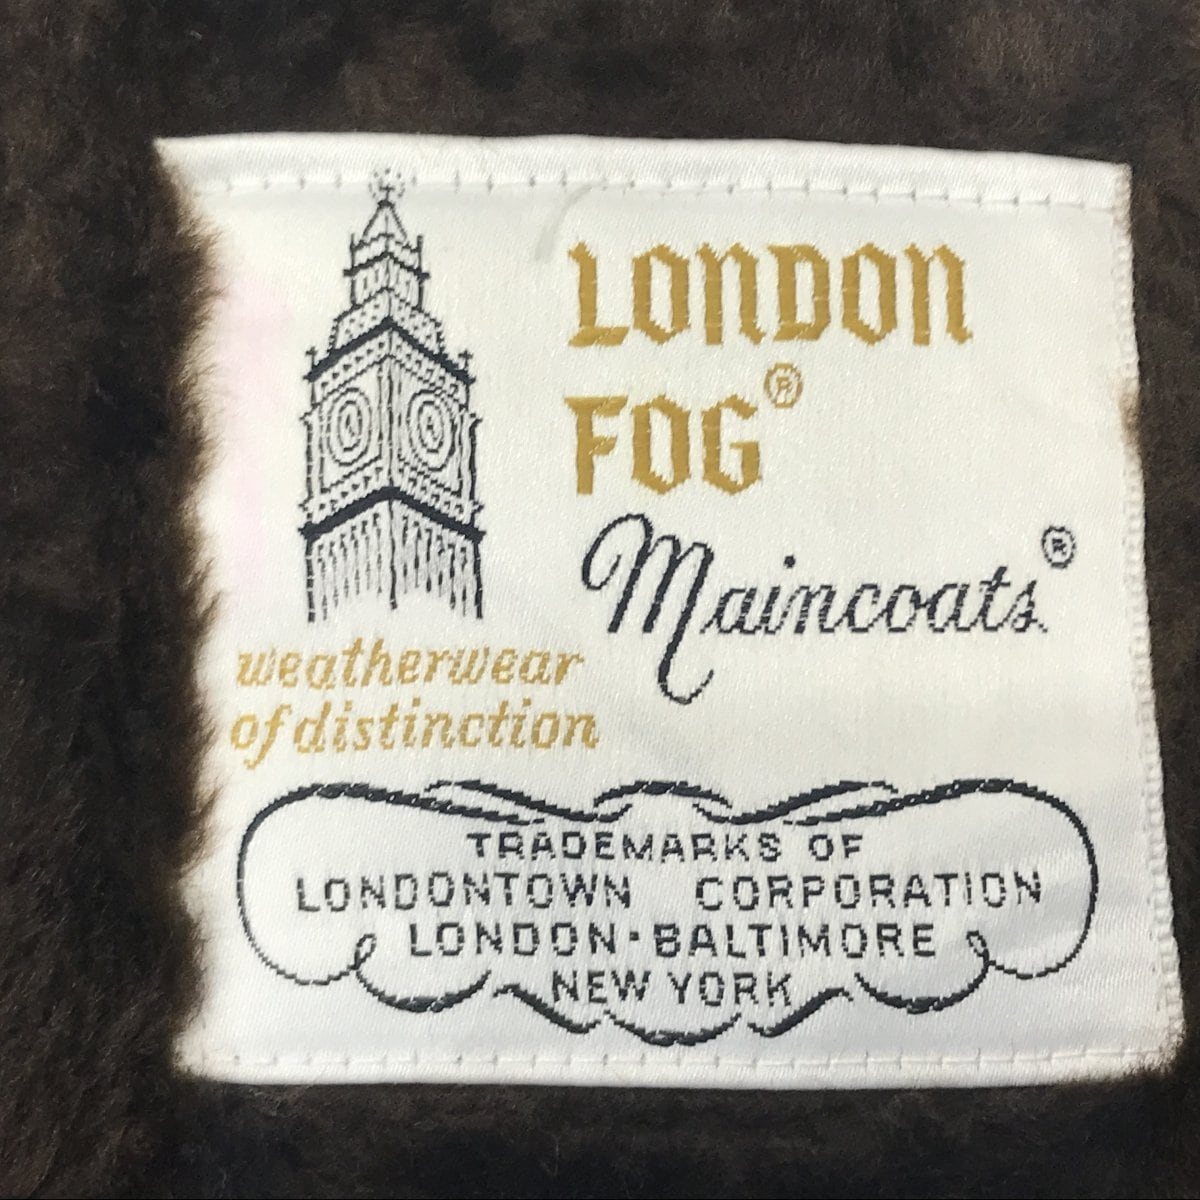 LONDON
FOG®
Maincoats®
weatherwear
of distinction
TRADEMARKS OF
LONDONTOWN CORPORATION
LONDON·BALTIMORE
NEW YORK